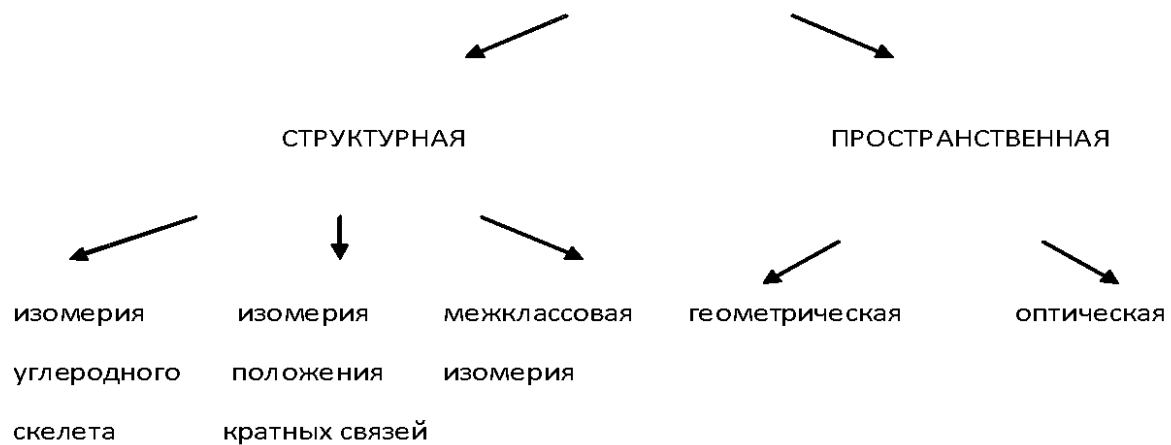 СТРУКТУРНАЯ ПРОСТРАНСТВЕННАЯ
изомерия изомерия межклассовая геометрическая оптическая
углеродного положения изомерия
скелета кратных связей